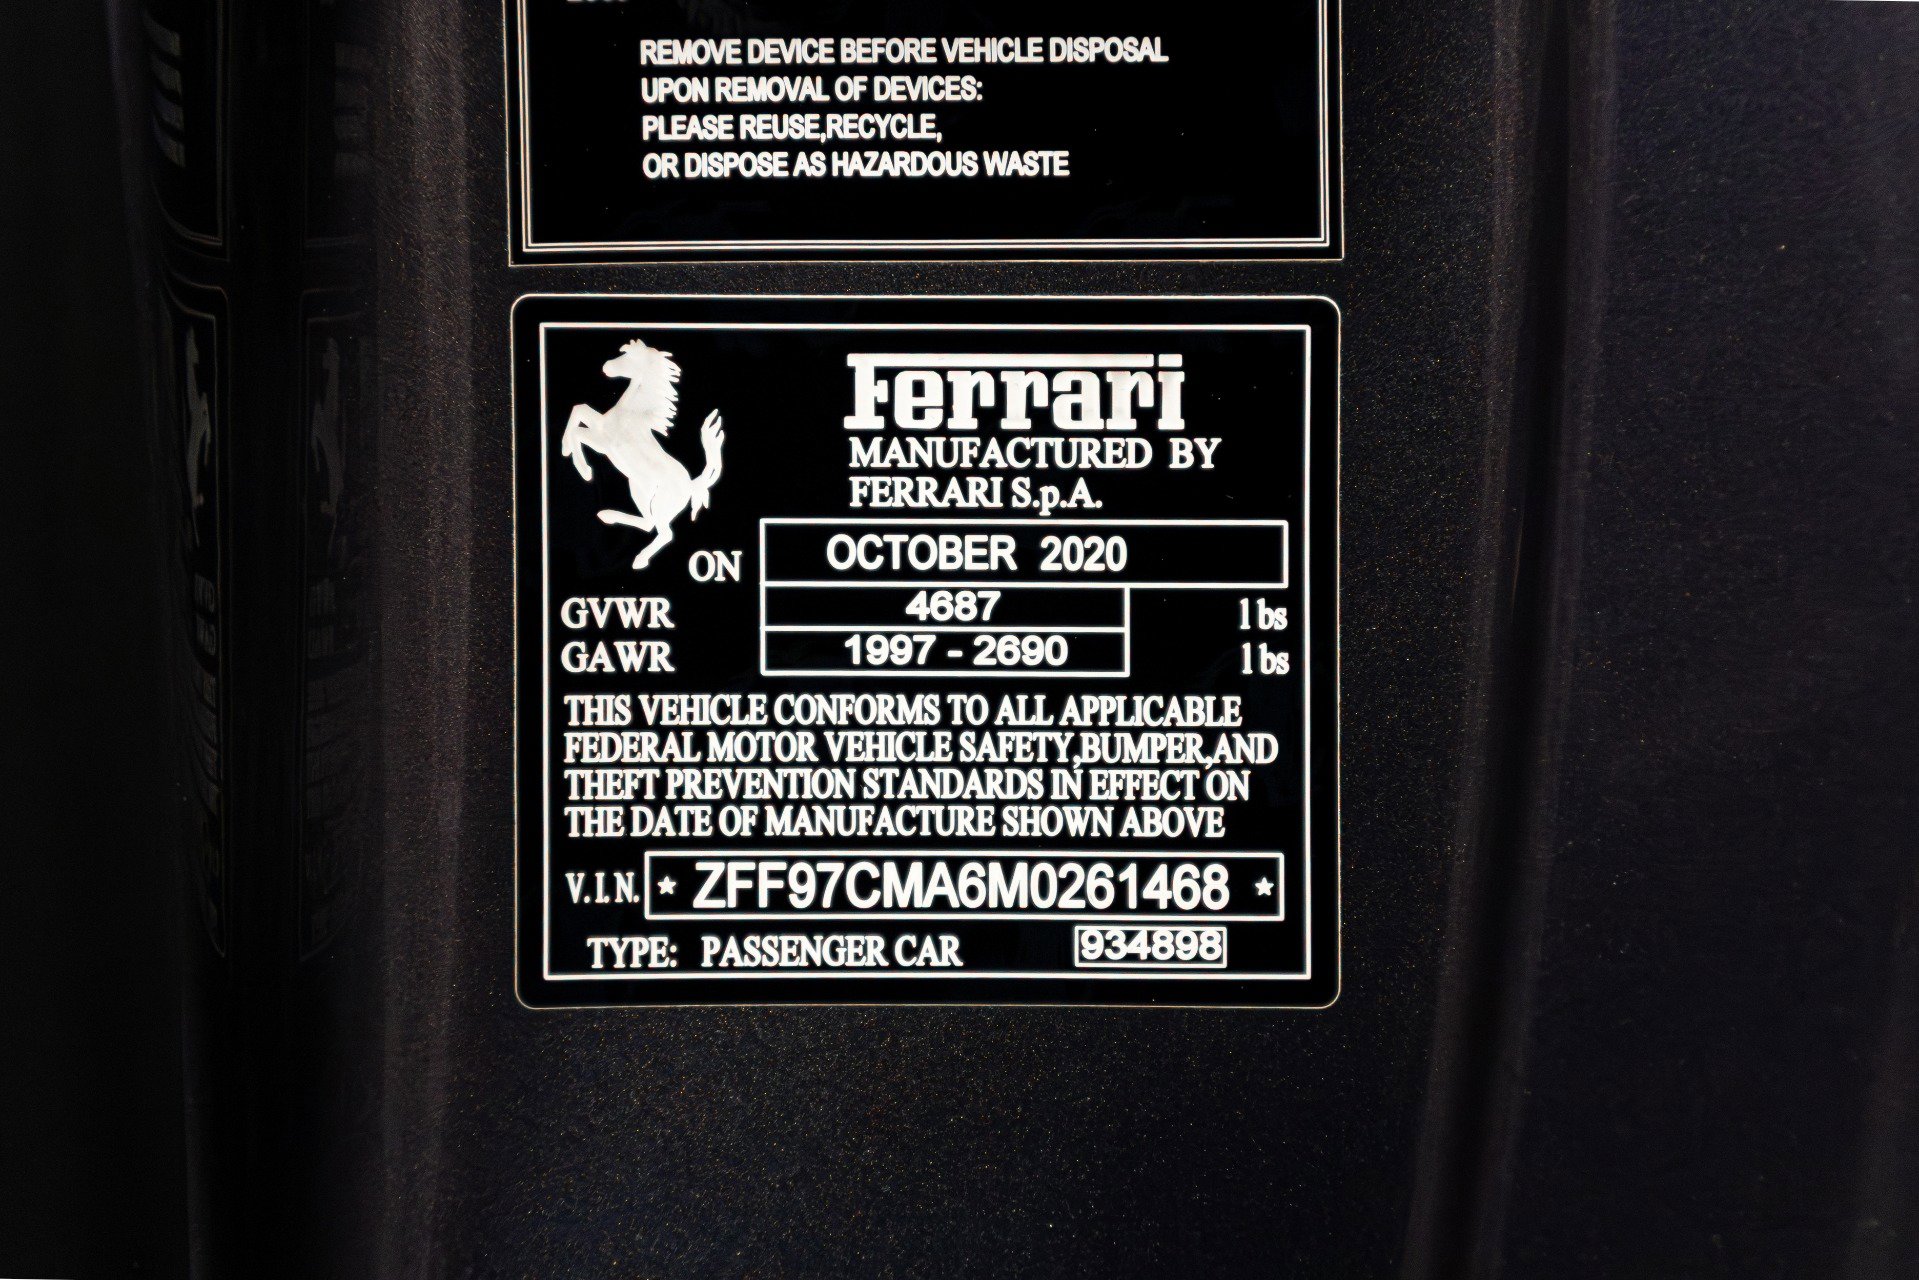 REMOVE DEVICE BEFORE VEHICLE DISPOSAL
UPON REMOVAL OF DEVICES:
PLEASE REUSE,RECYCLE,
OR DISPOSE AS HAZARDOUS WASTE
Ferrari
MANUFACTURED BY
FERRARI S.p.A.
ON OCTOBER 2020
GVWR 4687 lbs
GAWR 1997 - 2690 lbs
THIS VEHICLE CONFORMS TO ALL APPLICABLE
FEDERAL MOTOR VEHICLE SAFETY,BUMPER,AND
THEFT PREVENTION STANDARDS IN EFFECT ON
THE DATE OF MANUFACTURE SHOWN ABOVE
V.I.N. ★ ZFF97CMA6M0261468 ★
TYPE: PASSENGER CAR 934898